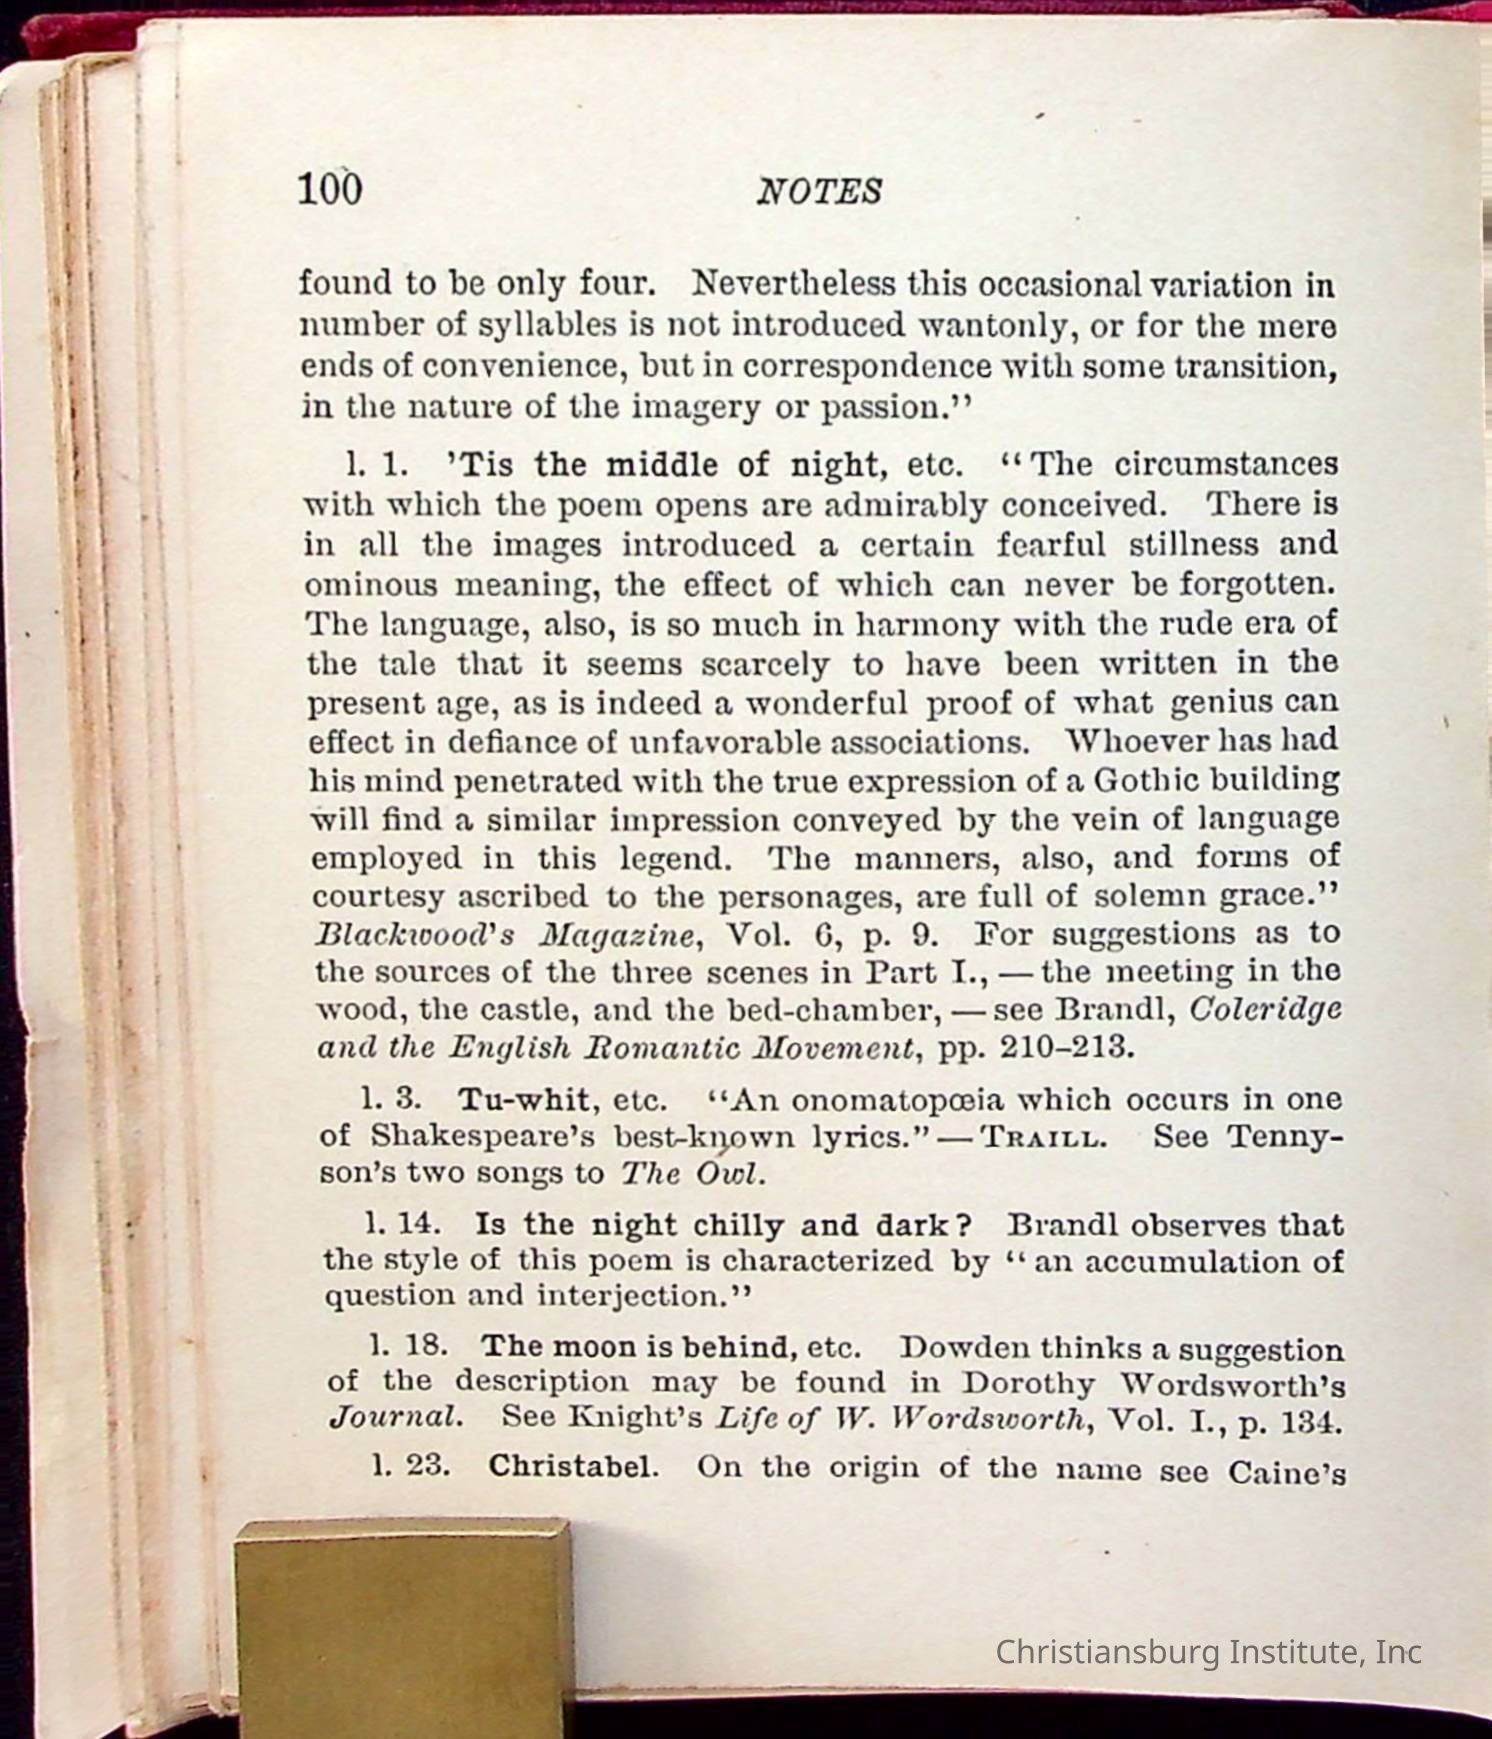 100 NOTES
found to be only four. Nevertheless this occasional variation in
number of syllables is not introduced wantonly, or for the mere
ends of convenience, but in correspondence with some transition,
in the nature of the imagery or passion.”
l. 1. ’Tis the middle of night, etc. “The circumstances
with which the poem opens are admirably conceived. There is
in all the images introduced a certain fearful stillness and
ominous meaning, the effect of which can never be forgotten.
The language, also, is so much in harmony with the rude era of
the tale that it seems scarcely to have been written in the
present age, as is indeed a wonderful proof of what genius can
effect in defiance of unfavorable associations. Whoever has had
his mind penetrated with the true expression of a Gothic building
will find a similar impression conveyed by the vein of language
employed in this legend. The manners, also, and forms of
courtesy ascribed to the personages, are full of solemn grace.”
Blackwood’s Magazine, Vol. 6, p. 9. For suggestions as to
the sources of the three scenes in Part I., — the meeting in the
wood, the castle, and the bed-chamber, — see Brandl, Coleridge
and the English Romantic Movement, pp. 210–213.
l. 3. Tu-whit, etc. “An onomatopœia which occurs in one
of Shakespeare’s best-known lyrics.” — TRAILL. See Tenny-
son’s two songs to The Owl.
l. 14. Is the night chilly and dark? Brandl observes that
the style of this poem is characterized by “an accumulation of
question and interjection.”
l. 18. The moon is behind, etc. Dowden thinks a suggestion
of the description may be found in Dorothy Wordsworth’s
Journal. See Knight’s Life of W. Wordsworth, Vol. I., p. 134.
l. 23. Christabel. On the origin of the name see Caine’s
Christiansburg Institute, Inc